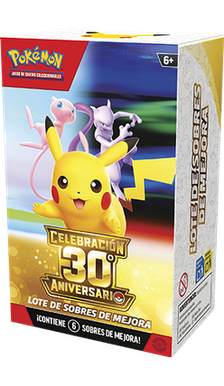 Pokémon
JUEGO DE CARTAS COLECCIONABLES
6+
CELEBRACIÓN
30º
ANIVERSARIO
LOTE DE SOBRES DE MEJORA
¡CONTIENE 6 SOBRES DE MEJORA!
LOTE DE SOBRES
DE MEJORA